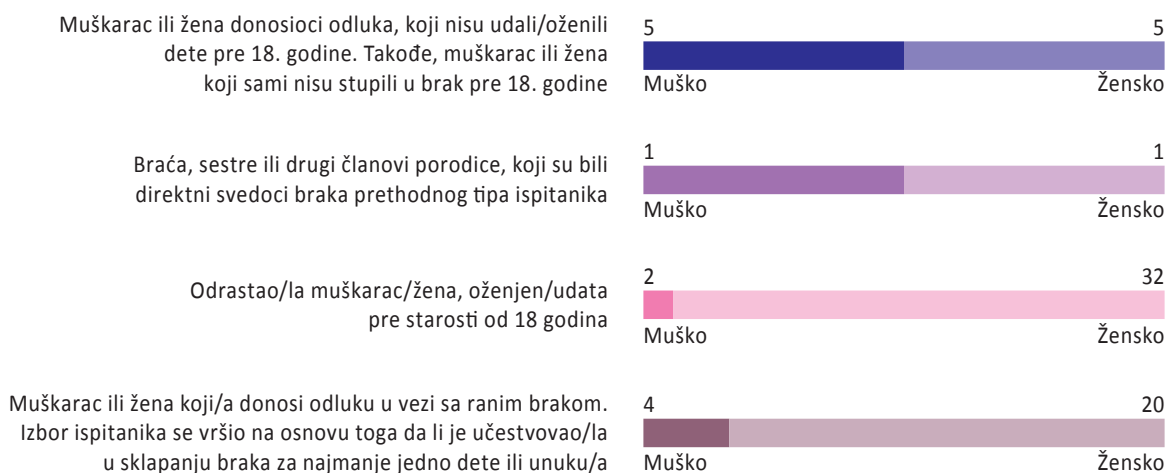 Muškarac ili žena donosioci odluka, koji nisu udali/oženili
dete pre 18. godine. Takođe, muškarac ili žena
koji sami nisu stupili u brak pre 18. godine
5 5
Muško Žensko
Braća, sestre ili drugi članovi porodice, koji su bili
direktni svedoci braka prethodnog tipa ispitanika
1 1
Muško Žensko
Odrastao/la muškarac/žena, oženjen/udata
pre starosti od 18 godina
2 32
Muško Žensko
Muškarac ili žena koji/a donosi odluku u vezi sa ranim brakom.
Izbor ispitanika se vršio na osnovu toga da li je učestvovao/la
u sklapanju braka za najmanje jedno dete ili unuku/a
4 20
Muško Žensko